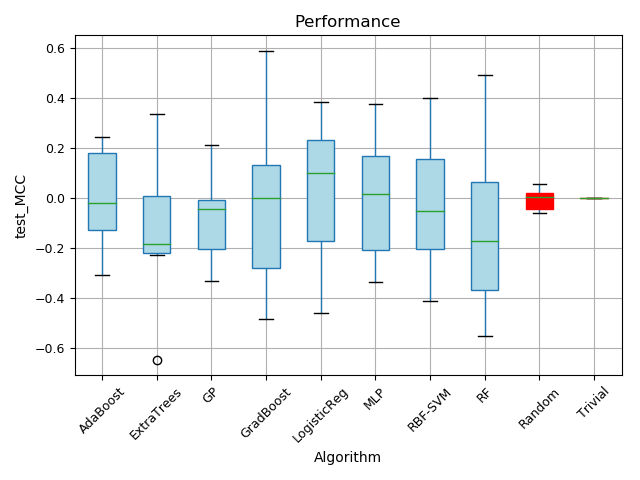 Performance
test_MCC
0.6
0.4
0.2
0.0
−0.2
−0.4
−0.6
AdaBoost
ExtraTrees
GP
GradBoost
LogisticReg
MLP
RBF-SVM
RF
Random
Trivial
Algorithm